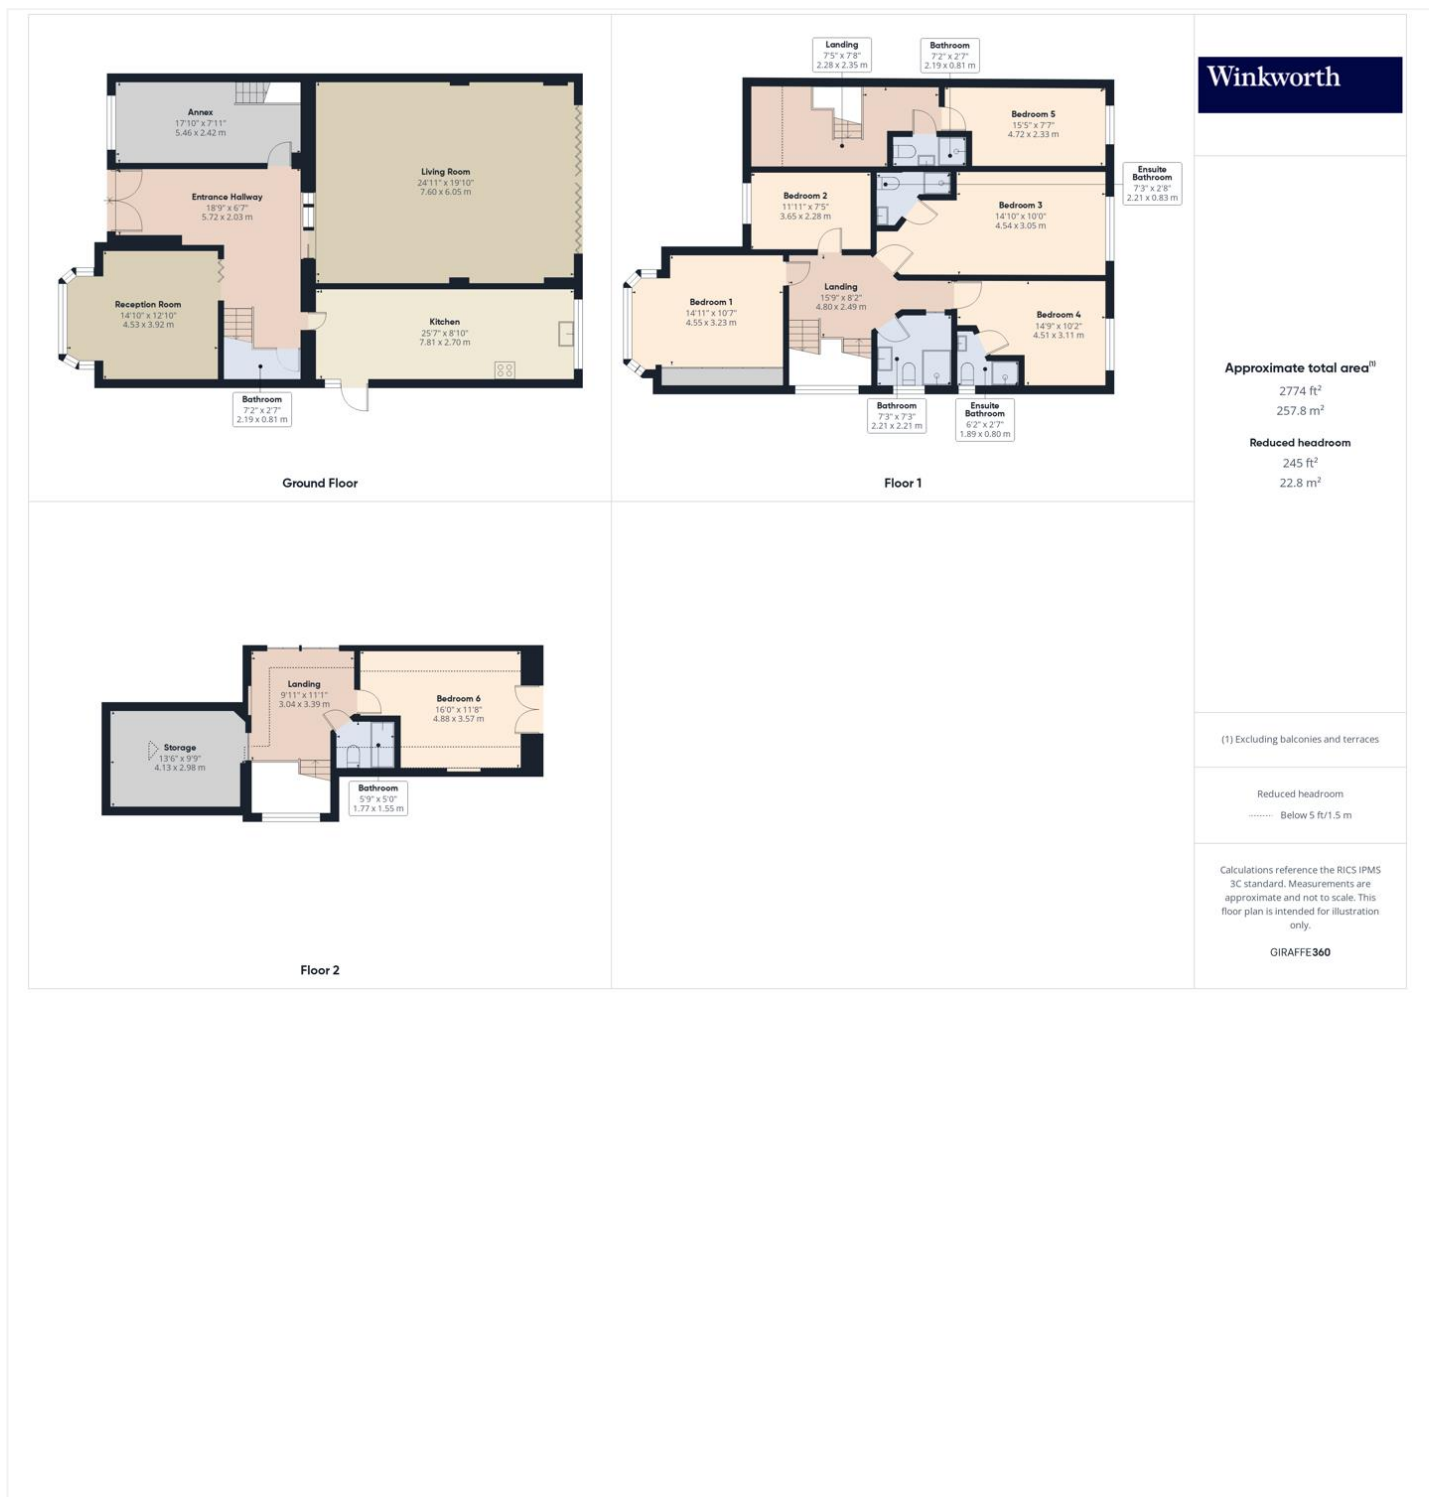 Annex
17'10" x 7'11"
5.46 x 2.42 m
Entrance Hallway
18'9" x 6'7"
5.72 x 2.03 m
Living Room
24'11" x 19'10"
7.60 x 6.05 m
Reception Room
14'10" x 12'10"
4.53 x 3.92 m
Kitchen
25'7" x 8'10"
7.81 x 2.70 m
Bathroom
7'2" x 2'7"
2.19 x 0.81 m
Ground Floor
Landing
7'5" x 7'8"
2.28 x 2.35 m
Bathroom
7'2" x 2'7"
2.19 x 0.81 m
Bedroom 5
15'5" x 7'7"
4.72 x 2.33 m
Ensuite
Bathroom
7'3" x 2'8"
2.21 x 0.83 m
Bedroom 2
11'11" x 7'5"
3.65 x 2.28 m
Bedroom 3
14'10" x 10'0"
4.54 x 3.05 m
Bedroom 1
14'11" x 10'7"
4.55 x 3.23 m
Landing
15'9" x 8'2"
4.80 x 2.49 m
Bedroom 4
14'9" x 10'2"
4.51 x 3.11 m
Bathroom
7'3" x 7'3"
2.21 x 2.21 m
Ensuite
Bathroom
6'2" x 2'7"
1.89 x 0.80 m
Floor 1
Landing
9'11" x 11'1"
3.04 x 3.39 m
Bedroom 6
16'0" x 11'8"
4.88 x 3.57 m
Storage
13'6" x 9'9"
4.13 x 2.98 m
Bathroom
5'9" x 5'0"
1.77 x 1.55 m
Floor 2
Winkworth
Approximate total area(1)
2774 ft²
257.8 m²
Reduced headroom
245 ft²
22.8 m²
(1) Excluding balconies and terraces
Reduced headroom
Below 5 ft/1.5 m
Calculations reference the RICS IPMS
3C standard. Measurements are
approximate and not to scale. This
floor plan is intended for illustration
only.
GIRAFFE360